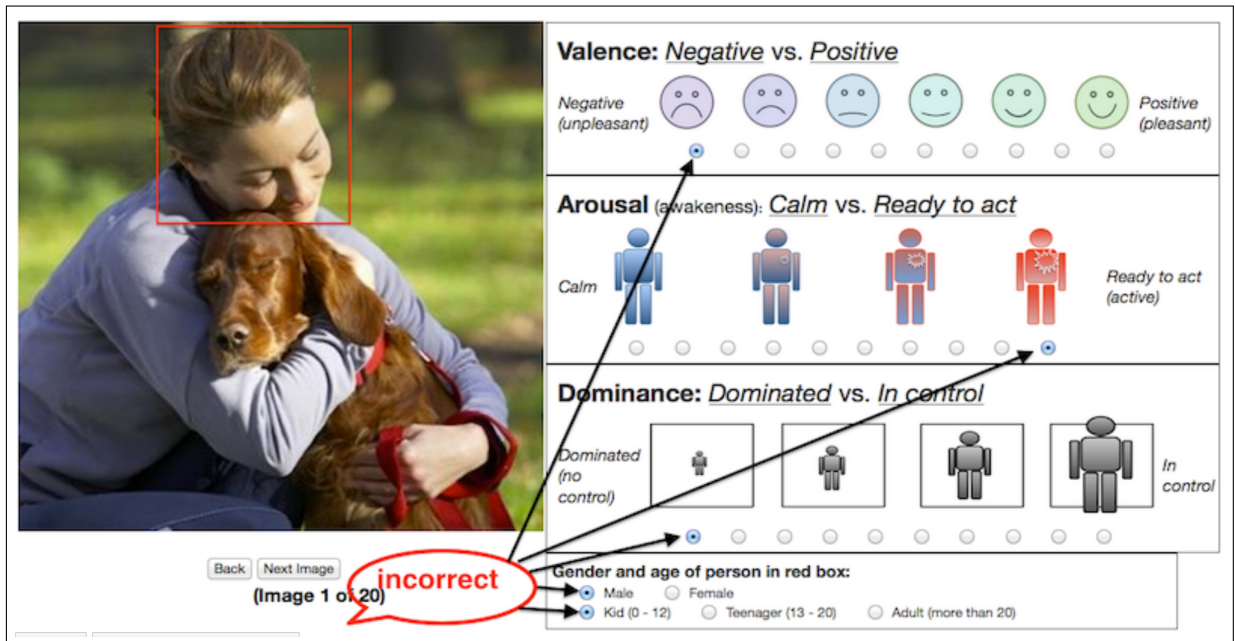 Valence: Negative vs. Positive
Negative
(unpleasant)
Positive
(pleasant)
Arousal (awakeness): Calm vs. Ready to act
Calm
Ready to act
(active)
Dominance: Dominated vs. In control
Dominated
(no
control)
In
control
Back Next Image
(Image 1 of 20)
incorrect
Gender and age of person in red box:
Male Female
Kid (0 - 12) Teenager (13 - 20) Adult (more than 20)